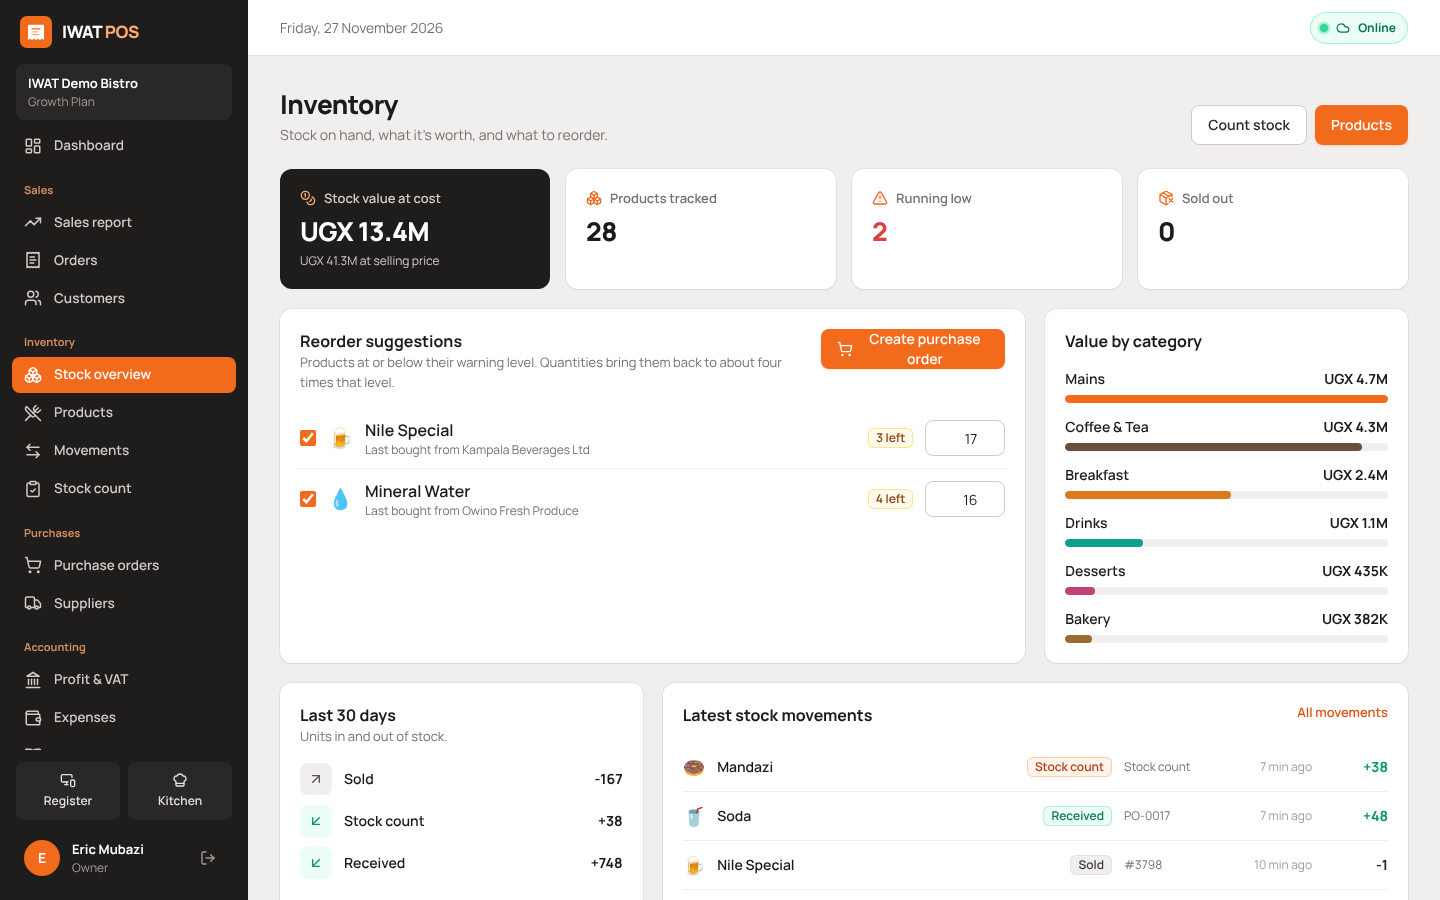 IWAT POS
IWAT Demo Bistro
Growth Plan
Dashboard
Sales
Sales report
Orders
Customers
Inventory
Stock overview
Products
Movements
Stock count
Purchases
Purchase orders
Suppliers
Accounting
Profit & VAT
Expenses
Register
Kitchen
E
Eric Mubazi
Owner
Friday, 27 November 2026
Online
Inventory
Stock on hand, what it's worth, and what to reorder.
Count stock
Products
Stock value at cost
UGX 13.4M
UGX 41.3M at selling price
Products tracked
28
Running low
2
Sold out
0
Reorder suggestions
Products at or below their warning level. Quantities bring them back to about four
times that level.
Create purchase
order
Nile Special
Last bought from Kampala Beverages Ltd
3 left
17
Mineral Water
Last bought from Owino Fresh Produce
4 left
16
Value by category
Mains UGX 4.7M
Coffee & Tea UGX 4.3M
Breakfast UGX 2.4M
Drinks UGX 1.1M
Desserts UGX 435K
Bakery UGX 382K
Last 30 days
Units in and out of stock.
Sold -167
Stock count +38
Received +748
Latest stock movements
All movements
Mandazi Stock count Stock count 7 min ago +38
Soda Received PO-0017 7 min ago +48
Nile Special Sold #3798 10 min ago -1